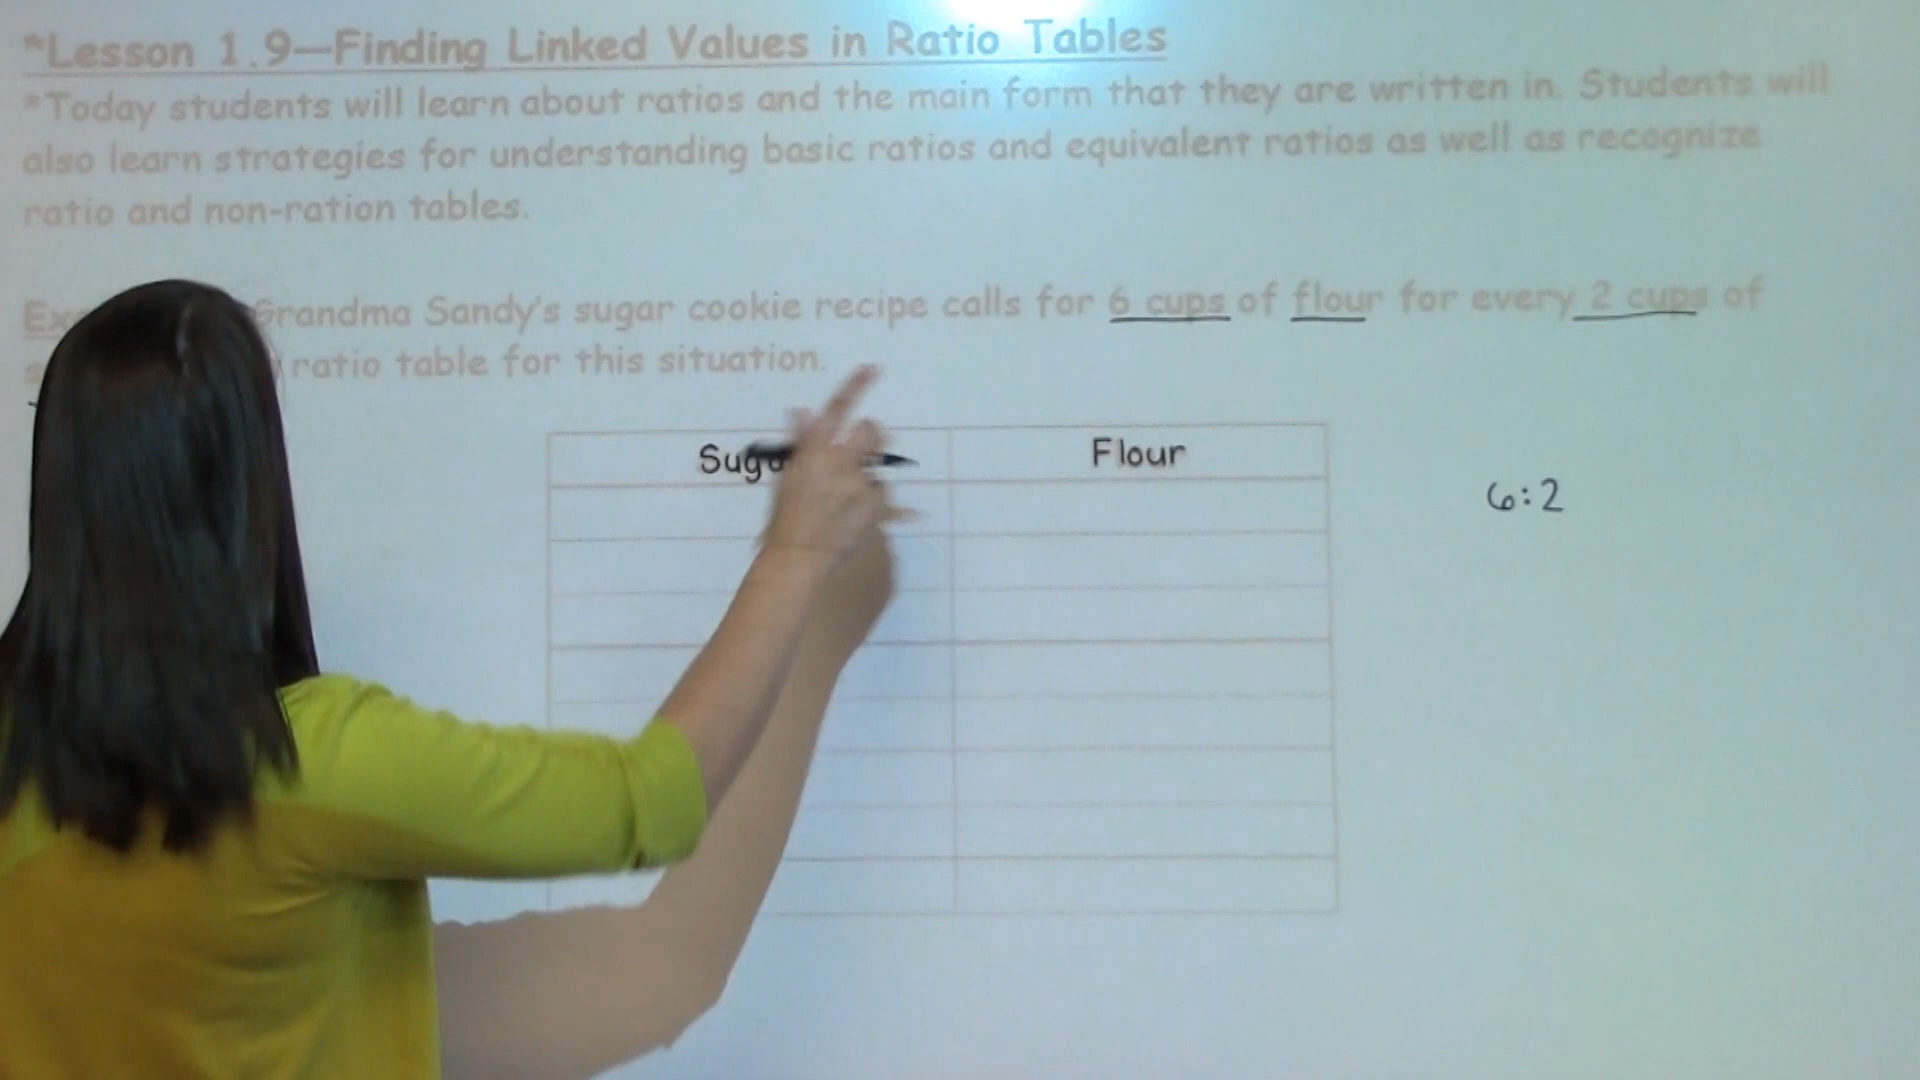 *Lesson 1.9—Finding Linked Values in Ratio Tables
*Today students will learn about ratios and the main form that they are written in. Students will
also learn strategies for understanding basic ratios and equivalent ratios as well as recognize
ratio and non-ration tables.
Grandma Sandy's sugar cookie recipe calls for 6 cups of flour for every 2 cups of
ratio table for this situation.
Flour
6:2